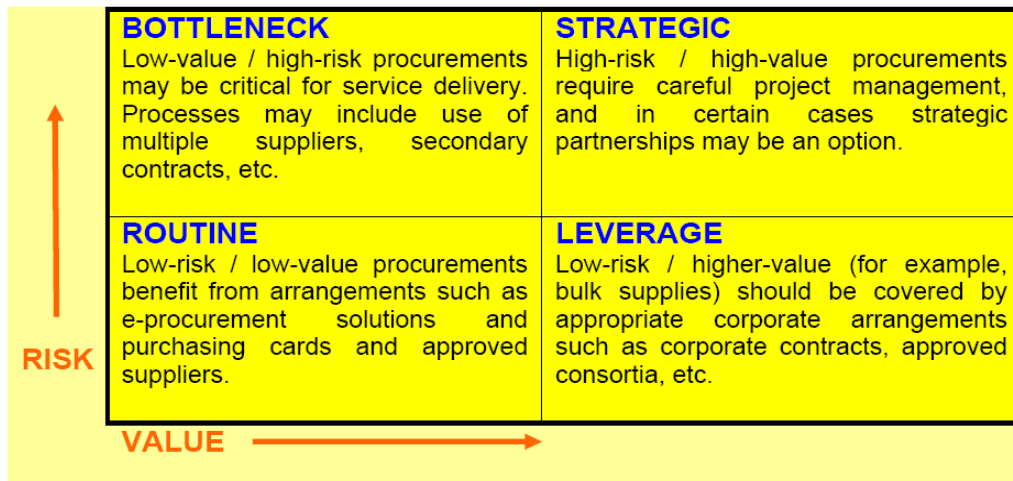 BOTTLENECK
Low-value / high-risk procurements
may be critical for service delivery.
Processes may include use of
multiple suppliers, secondary
contracts, etc.
STRATEGIC
High-risk / high-value procurements
require careful project management,
and in certain cases strategic
partnerships may be an option.
ROUTINE
Low-risk / low-value procurements
benefit from arrangements such as
e-procurement solutions and
purchasing cards and approved
suppliers.
LEVERAGE
Low-risk / higher-value (for example,
bulk supplies) should be covered by
appropriate corporate arrangements
such as corporate contracts, approved
consortia, etc.
RISK
VALUE